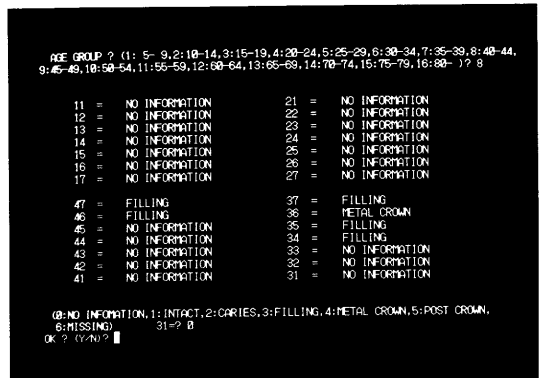 AGE GROUP ? (1: 5- 9,2:10-14,3:15-19,4:20-24,5:25-29,6:30-34,7:35-39,8:40-44,
9:45-49,10:50-54,11:55-59,12:60-64,13:65-69,14:70-74,15:75-79,16:80- )? 8
11 = NO INFORMATION 21 = NO INFORMATION
12 = NO INFORMATION 22 = NO INFORMATION
13 = NO INFORMATION 23 = NO INFORMATION
14 = NO INFORMATION 24 = NO INFORMATION
15 = NO INFORMATION 25 = NO INFORMATION
16 = NO INFORMATION 26 = NO INFORMATION
17 = NO INFORMATION 27 = NO INFORMATION
47 = FILLING 37 = FILLING
46 = FILLING 36 = METAL CROWN
45 = NO INFORMATION 35 = FILLING
44 = NO INFORMATION 34 = FILLING
43 = NO INFORMATION 33 = NO INFORMATION
42 = NO INFORMATION 32 = NO INFORMATION
41 = NO INFORMATION 31 = NO INFORMATION
(0:NO INFOMATION,1:INTACT,2:CARIES,3:FILLING,4:METAL CROWN,5:POST CROWN,
6:MISSING) 31=? 0
OK ? (Y/N)?